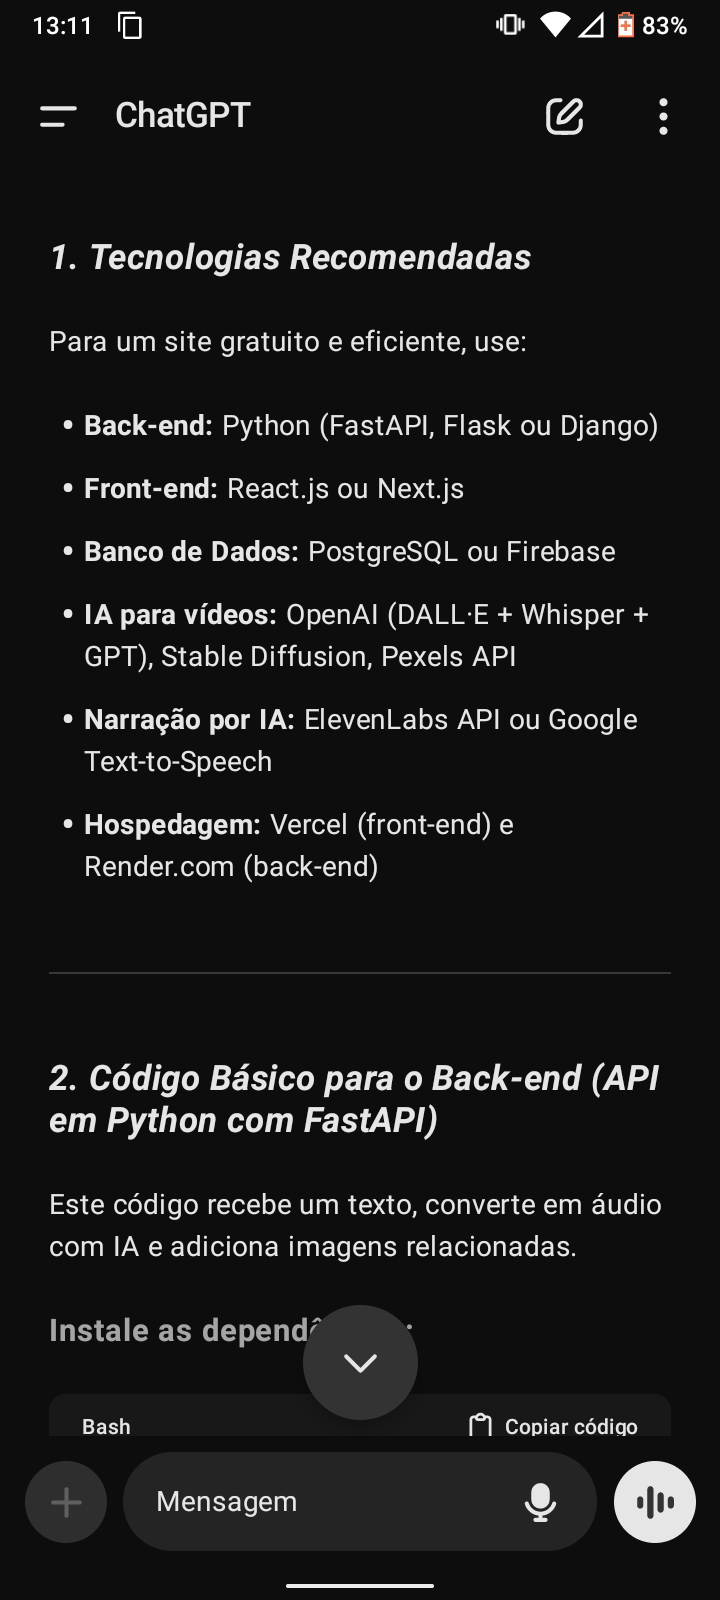 13:11
83%
ChatGPT
1. Tecnologias Recomendadas
Para um site gratuito e eficiente, use:
• Back-end: Python (FastAPI, Flask ou Django)
• Front-end: React.js ou Next.js
• Banco de Dados: PostgreSQL ou Firebase
• IA para vídeos: OpenAI (DALL·E + Whisper +
GPT), Stable Diffusion, Pexels API
• Narração por IA: ElevenLabs API ou Google
Text-to-Speech
• Hospedagem: Vercel (front-end) e
Render.com (back-end)
2. Código Básico para o Back-end (API
em Python com FastAPI)
Este código recebe um texto, converte em áudio
com IA e adiciona imagens relacionadas.
Instale as
Bash
Copiar código
Mensagem